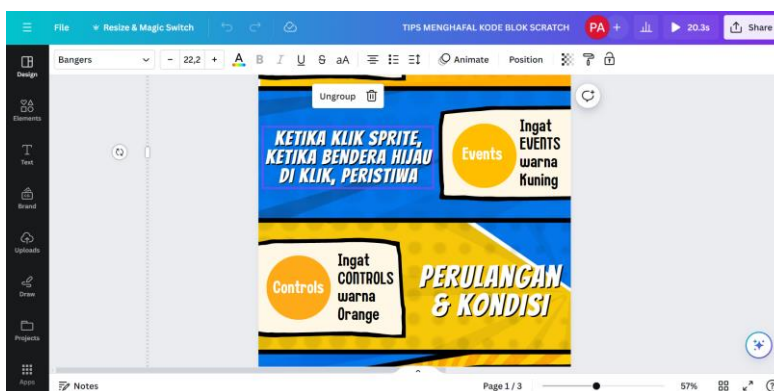 File
Resize & Magic Switch
TIPS MENGHAFAL KODE BLOK SCRATCH
PA
+
20.3s
Share
Design
Elements
Text
Brand
Uploads
Draw
Projects
Apps
Bangers
- 22,2 +
A B I U S aA
Animate
Position
Ungroup
KETIKA KLIK SPRITE,
KETIKA BENDERA HIJAU
DI KLIK, PERISTIWA
Events
Ingat
EVENTS
warna
Kuning
Controls
Ingat
CONTROLS
warna
Orange
PERULANGAN
& KONDISI
Notes
Page 1 / 3
57%